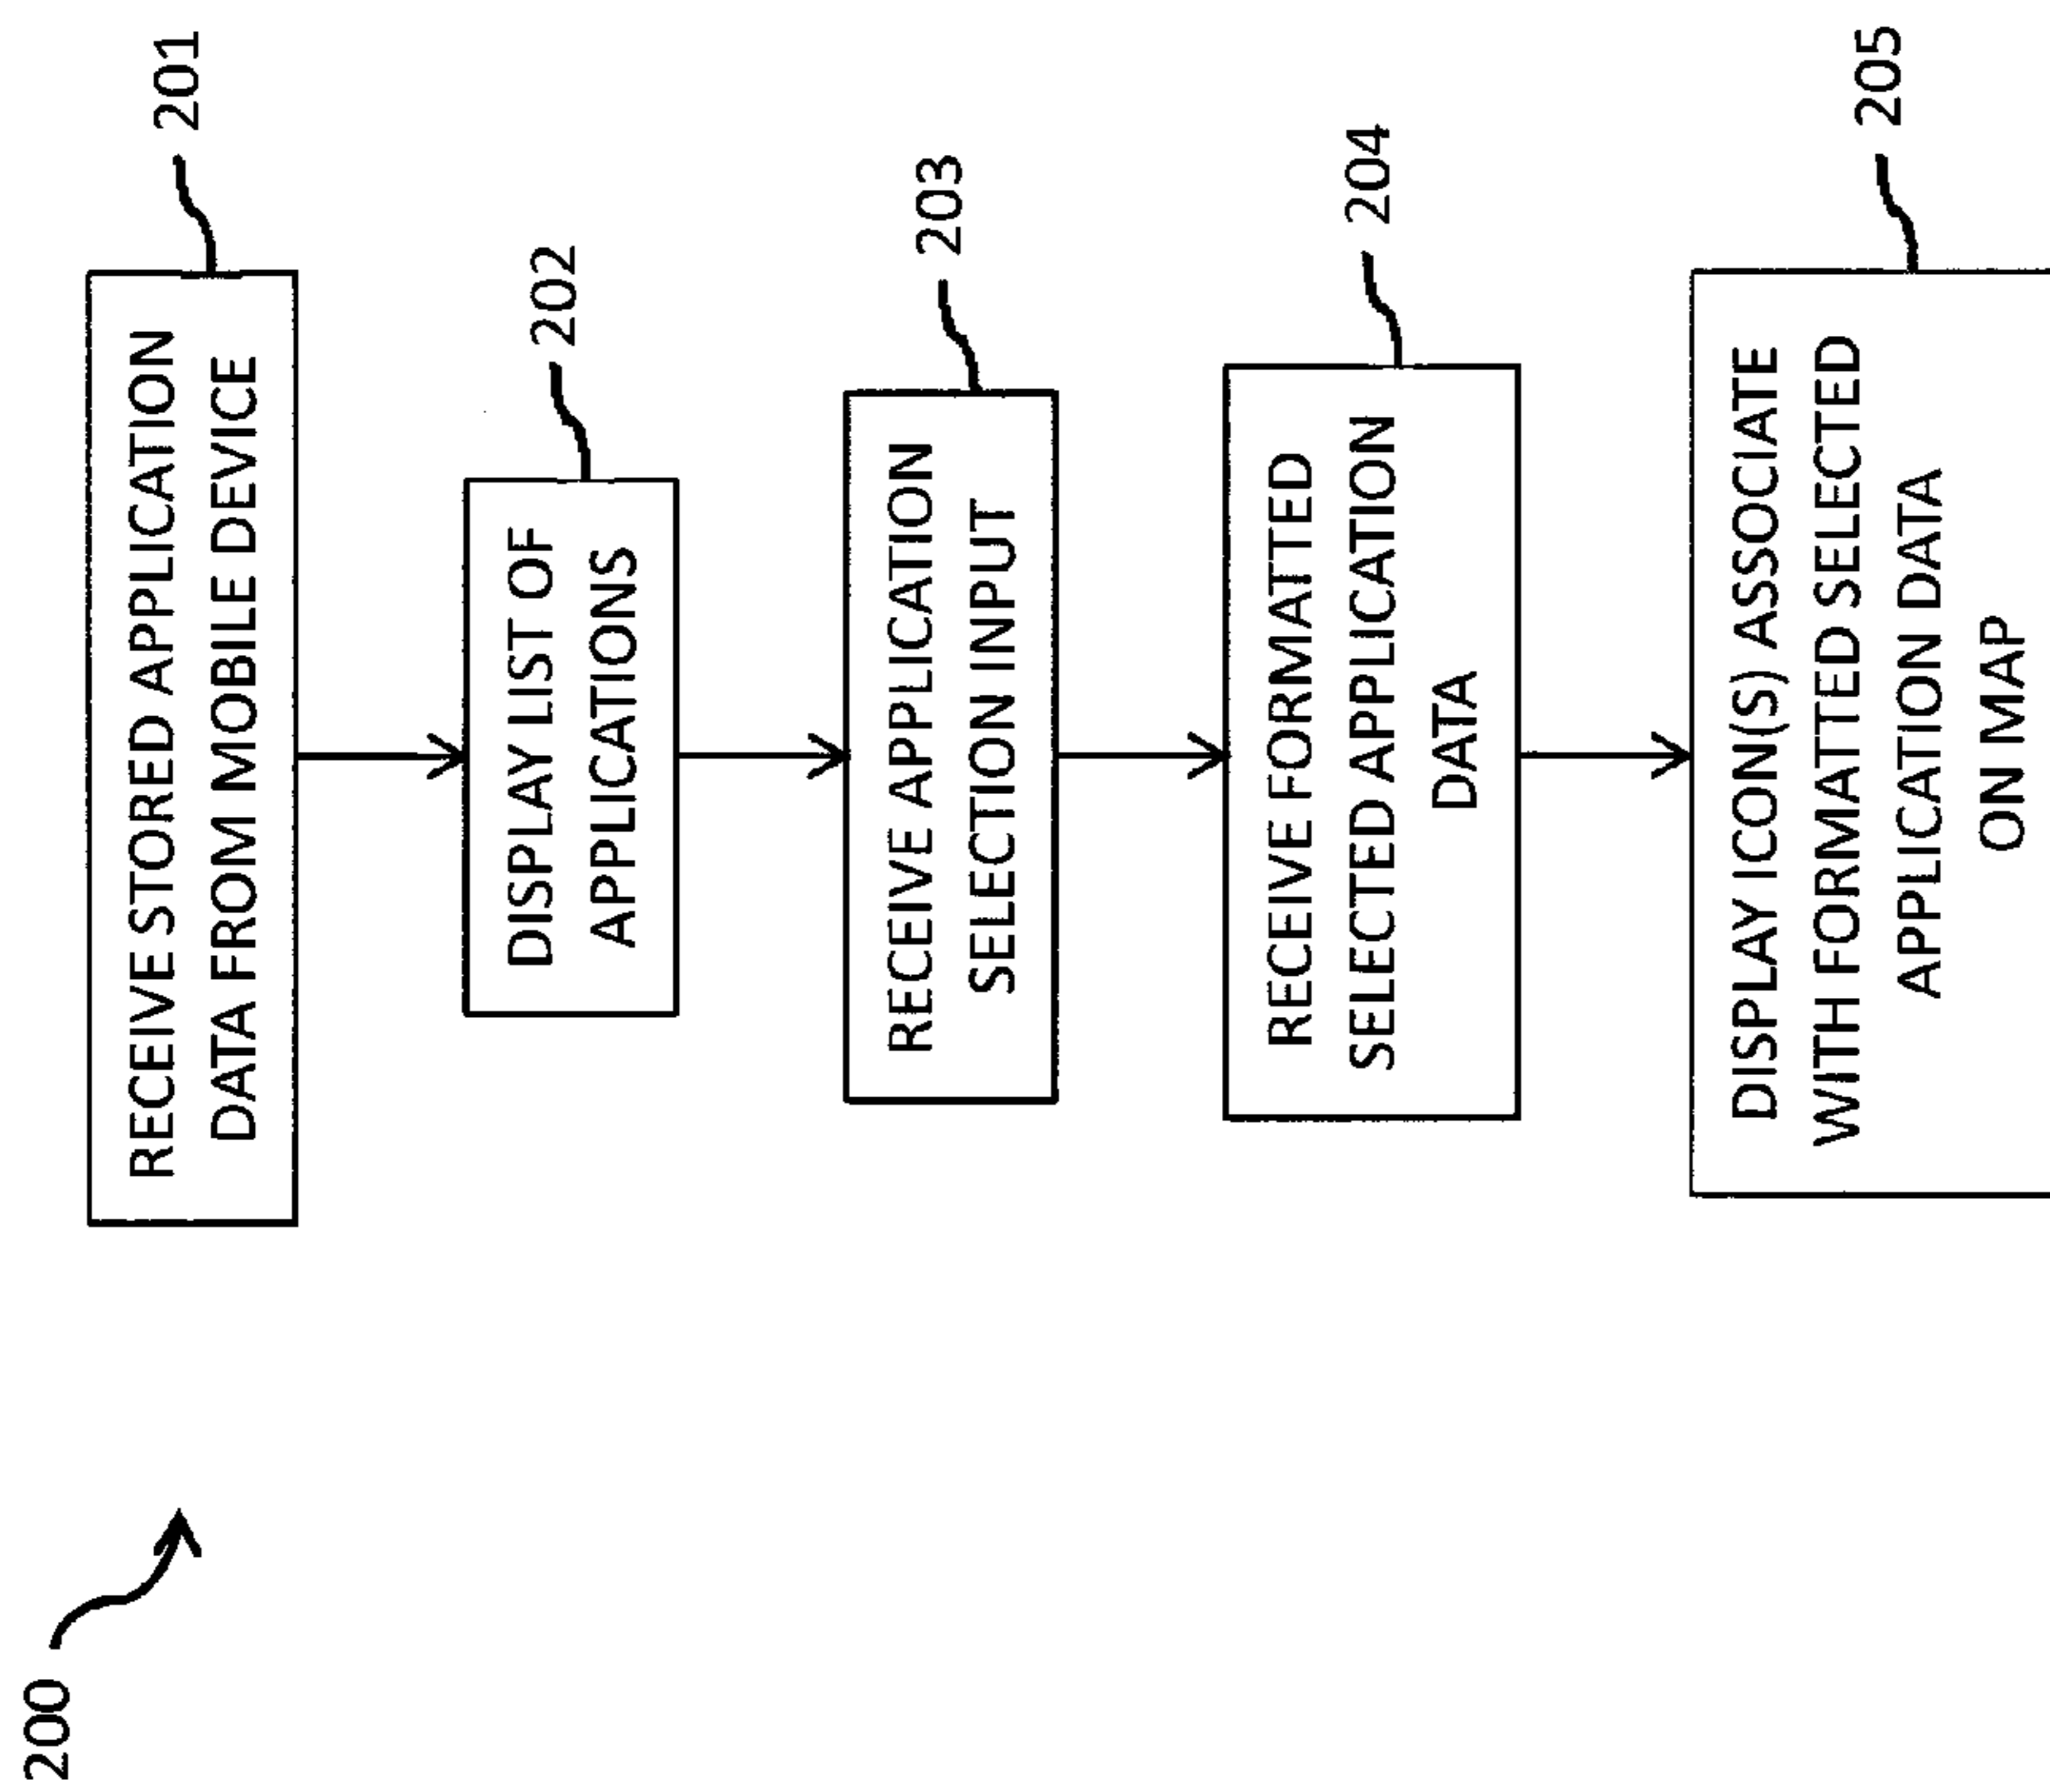 200
RECEIVE STORED APPLICATION
DATA FROM MOBILE DEVICE
201
DISPLAY LIST OF
APPLICATIONS
202
RECEIVE APPLICATION
SELECTION INPUT
203
RECEIVE FORMATTED
SELECTED APPLICATION
DATA
204
DISPLAY ICON(S) ASSOCIATE
WITH FORMATTED SELECTED
APPLICATION DATA
ON MAP
205